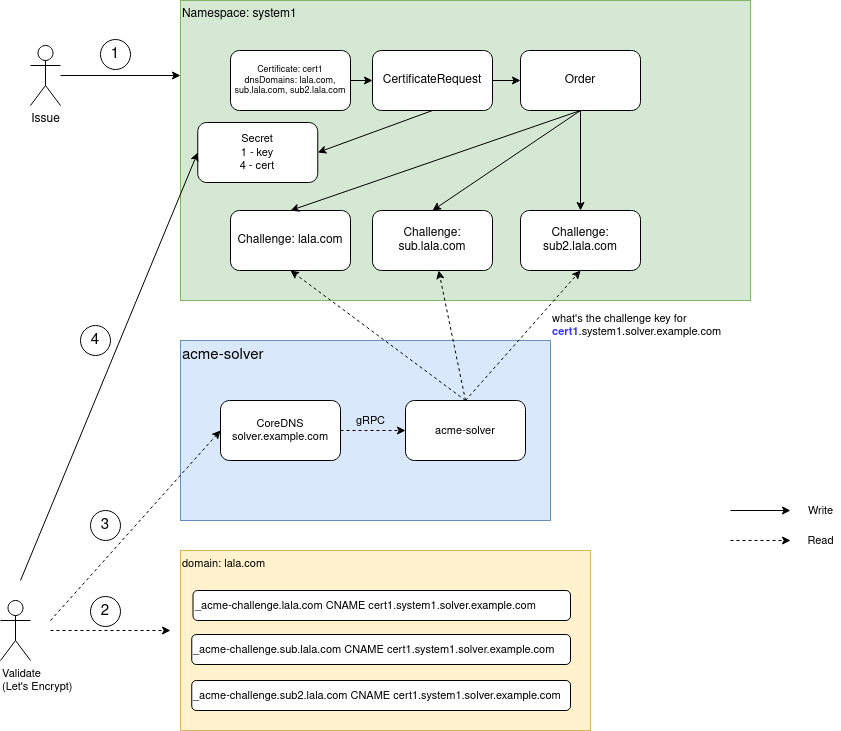 Namespace: system1
1
Issue
Certificate: cert1
dnsDomains: lala.com,
sub.lala.com, sub2.lala.com
CertificateRequest
Order
Secret
1 - key
4 - cert
Challenge: lala.com
Challenge:
sub.lala.com
Challenge:
sub2.lala.com
what's the challenge key for
cert1.system1.solver.example.com
4
acme-solver
CoreDNS
solver.example.com
gRPC
acme-solver
3
Write
Read
domain: lala.com
2
_acme-challenge.lala.com CNAME cert1.system1.solver.example.com
_acme-challenge.sub.lala.com CNAME cert1.system1.solver.example.com
_acme-challenge.sub2.lala.com CNAME cert1.system1.solver.example.com
Validate
(Let's Encrypt)